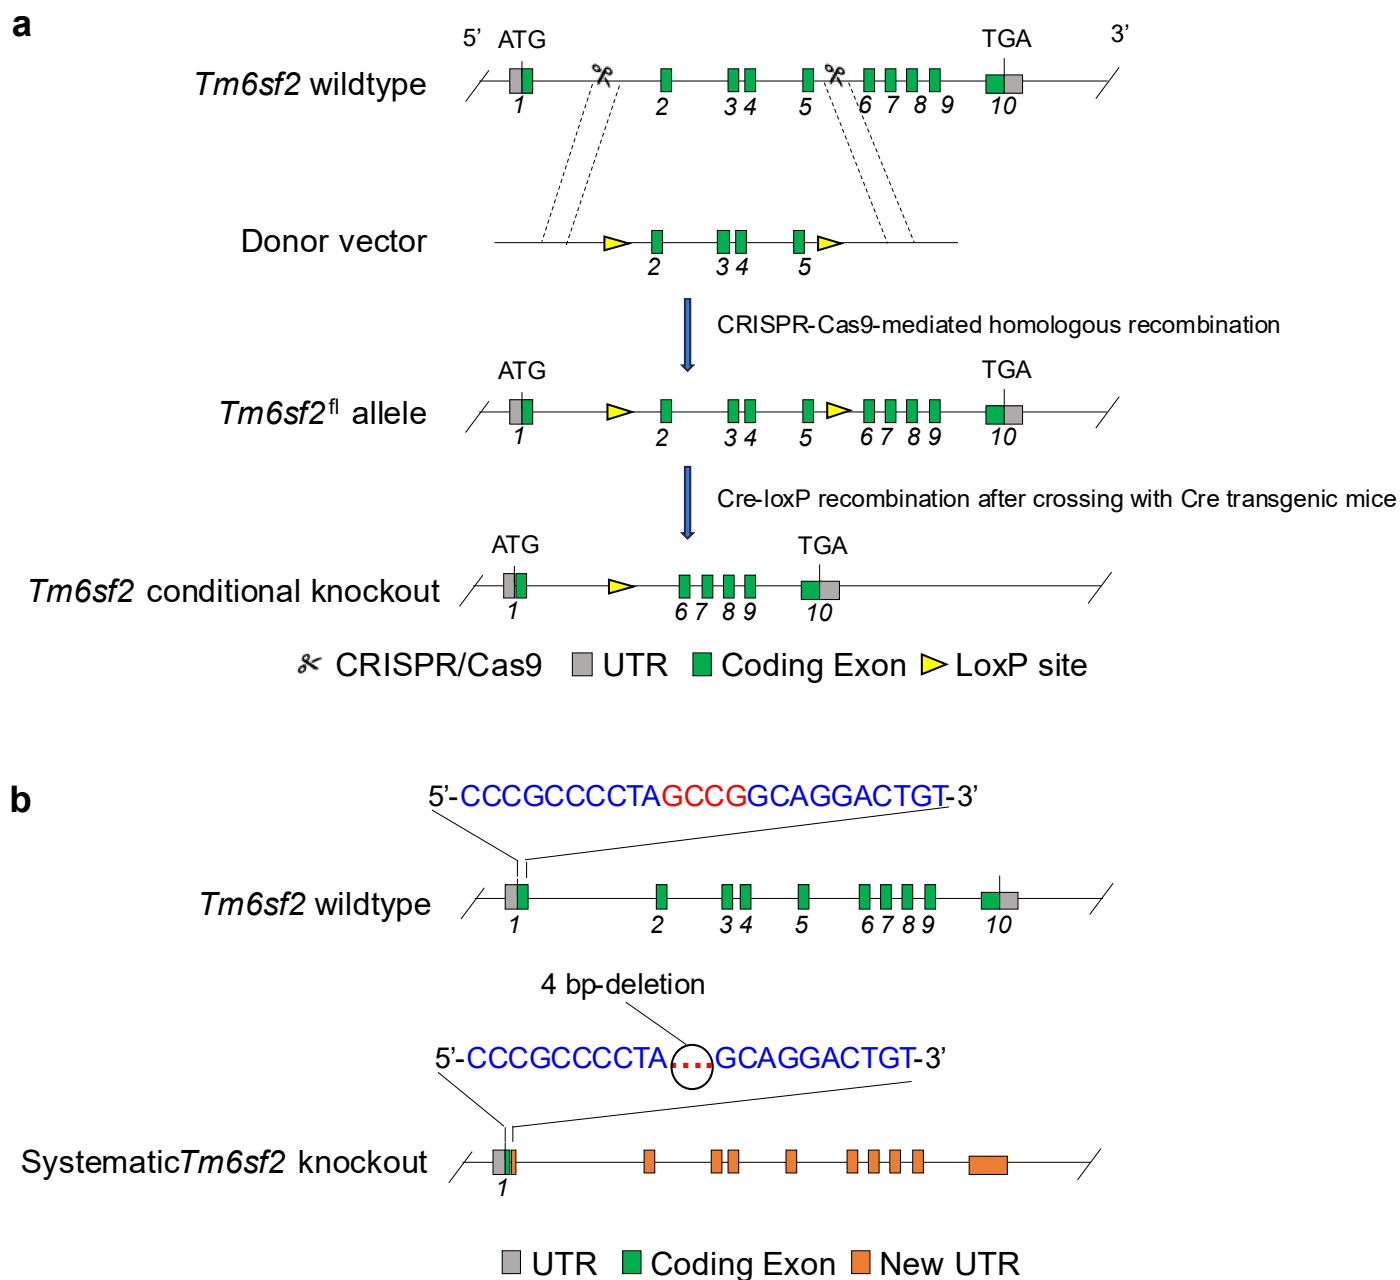 a
5’ ATG TGA 3’
Tm6sf2 wildtype
1 2 3 4 5 6 7 8 9 10
Donor vector
2 3 4 5
CRISPR-Cas9-mediated homologous recombination
ATG TGA
Tm6sf2fl allele
1 2 3 4 5 6 7 8 9 10
Cre-loxP recombination after crossing with Cre transgenic mice
ATG TGA
Tm6sf2 conditional knockout
1 6 7 8 9 10
CRISPR/Cas9 UTR Coding Exon LoxP site
b
5’-CCCGCCCCTAGCCGGCAGGACTGT-3’
Tm6sf2 wildtype
1 2 3 4 5 6 7 8 9 10
4 bp-deletion
5’-CCCGCCCCTA....GCAGGACTGT-3’
SystematicTm6sf2 knockout
1
UTR Coding Exon New UTR